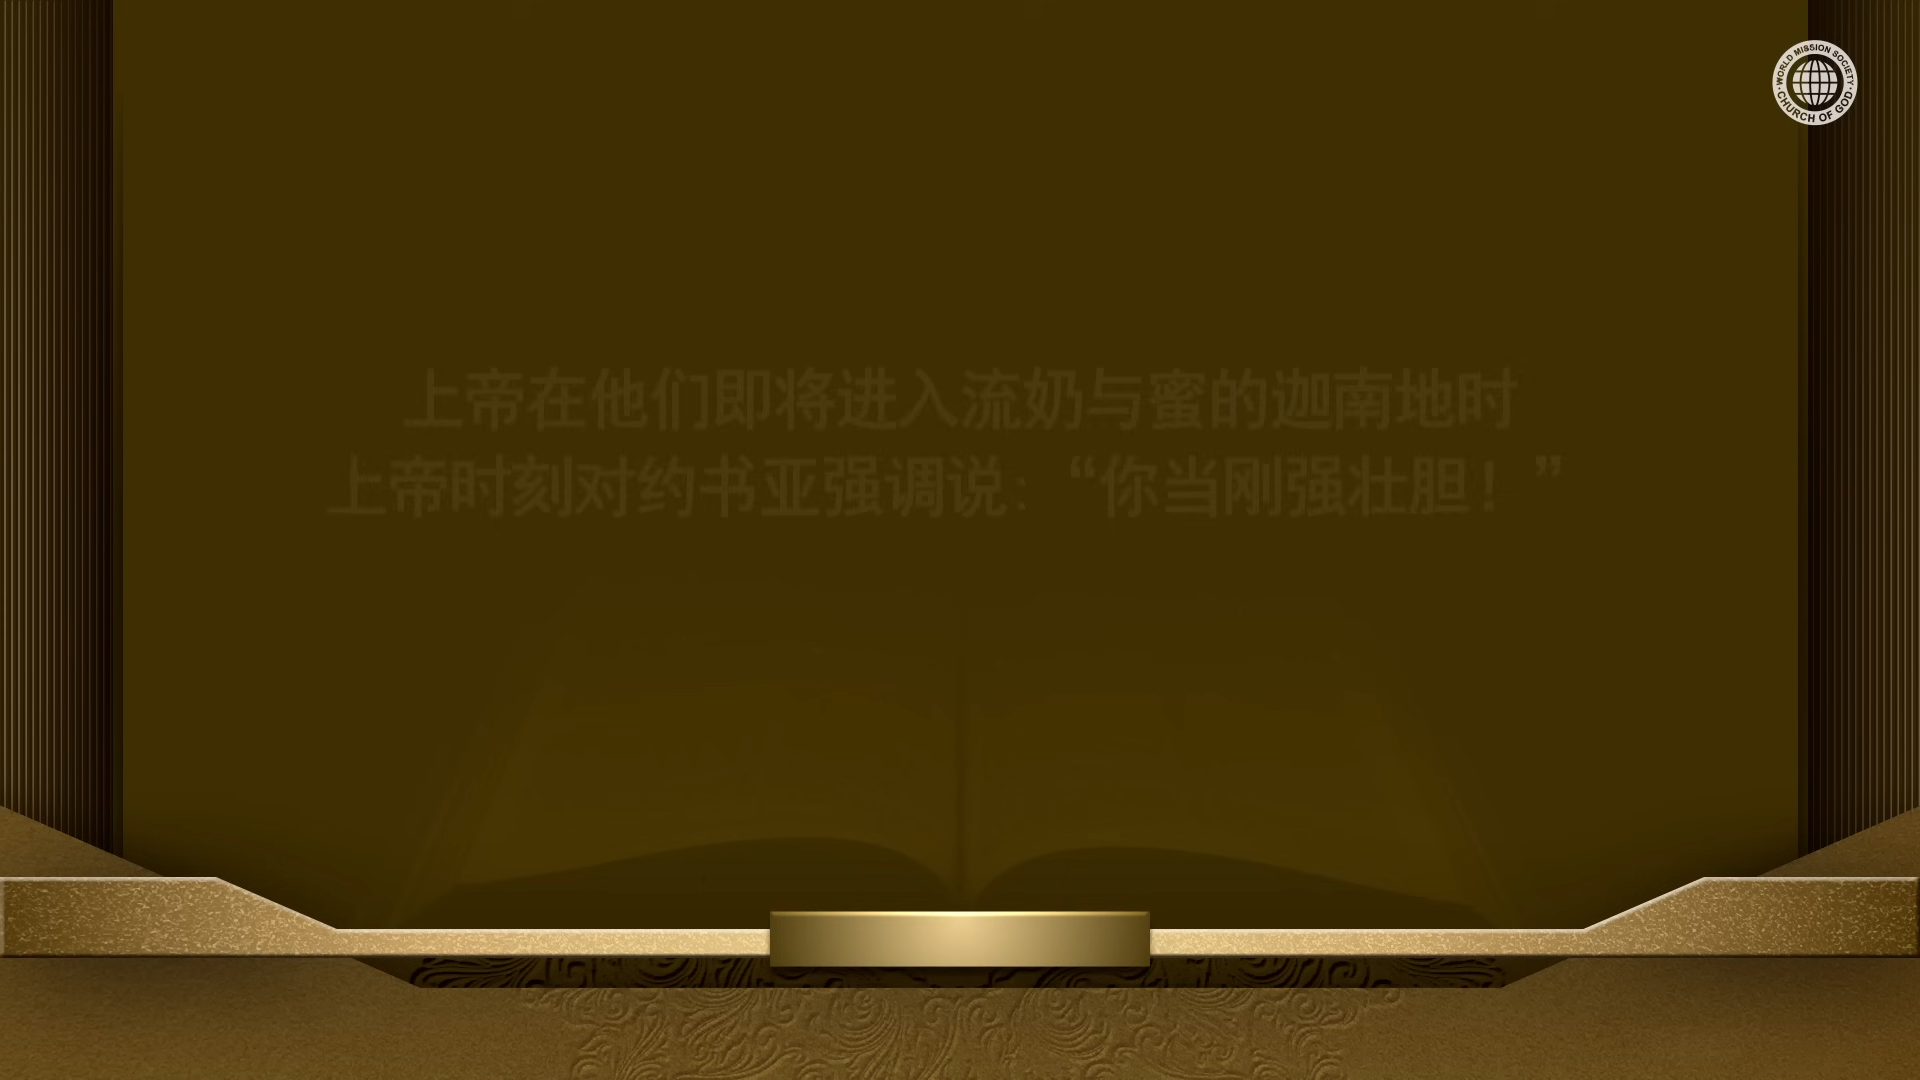 WORLD MISSION SOCIETY
CHURCH OF GOD
上帝在他们即将进入流奶与蜜的迦南地时
上帝时刻对约书亚强调说：“你当刚强壮胆！”